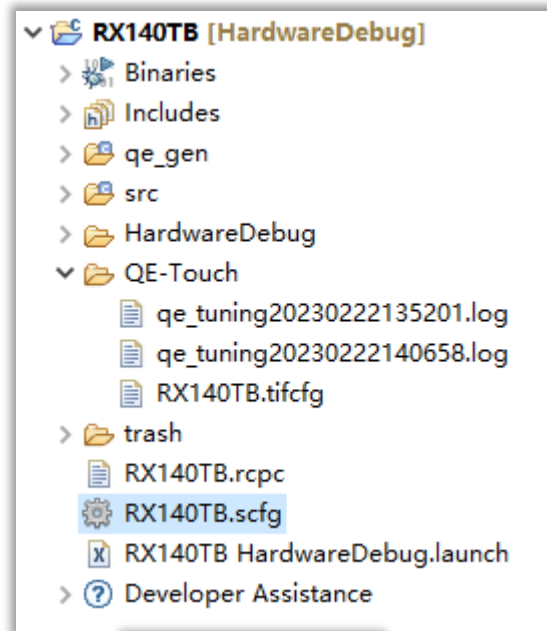 RX140TB [HardwareDebug]
Binaries
Includes
qe_gen
src
HardwareDebug
QE-Touch
qe_tuning20230222135201.log
qe_tuning20230222140658.log
RX140TB.tifcfg
trash
RX140TB.rcpc
RX140TB.scfg
RX140TB HardwareDebug.launch
Developer Assistance